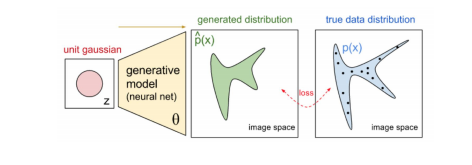 generated distribution
true data distribution
unit gaussian
p̂(x)
p(x)
generative
model
(neural net)
z
θ
loss
image space
image space